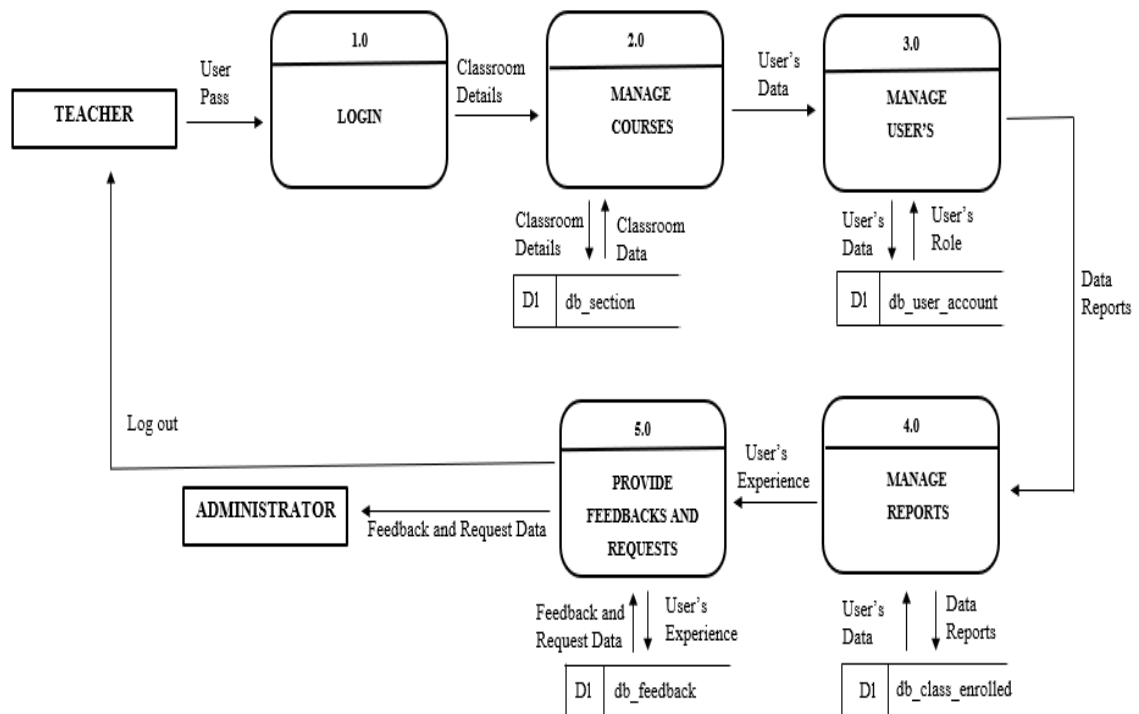 1.0
LOGIN
2.0
MANAGE
COURSES
3.0
MANAGE
USER'S
TEACHER
User
Pass
Classroom
Details
User's
Data
Classroom
Details
Classroom
Data
User's
Data
User's
Role
D1 db_section
D1 db_user_account
Data
Reports
Log out
5.0
PROVIDE
FEEDBACKS AND
REQUESTS
User's
Experience
4.0
MANAGE
REPORTS
ADMINISTRATOR
Feedback and Request Data
Feedback and
Request Data
User's
Experience
User's
Data
Data
Reports
D1 db_feedback
D1 db_class_enrolled